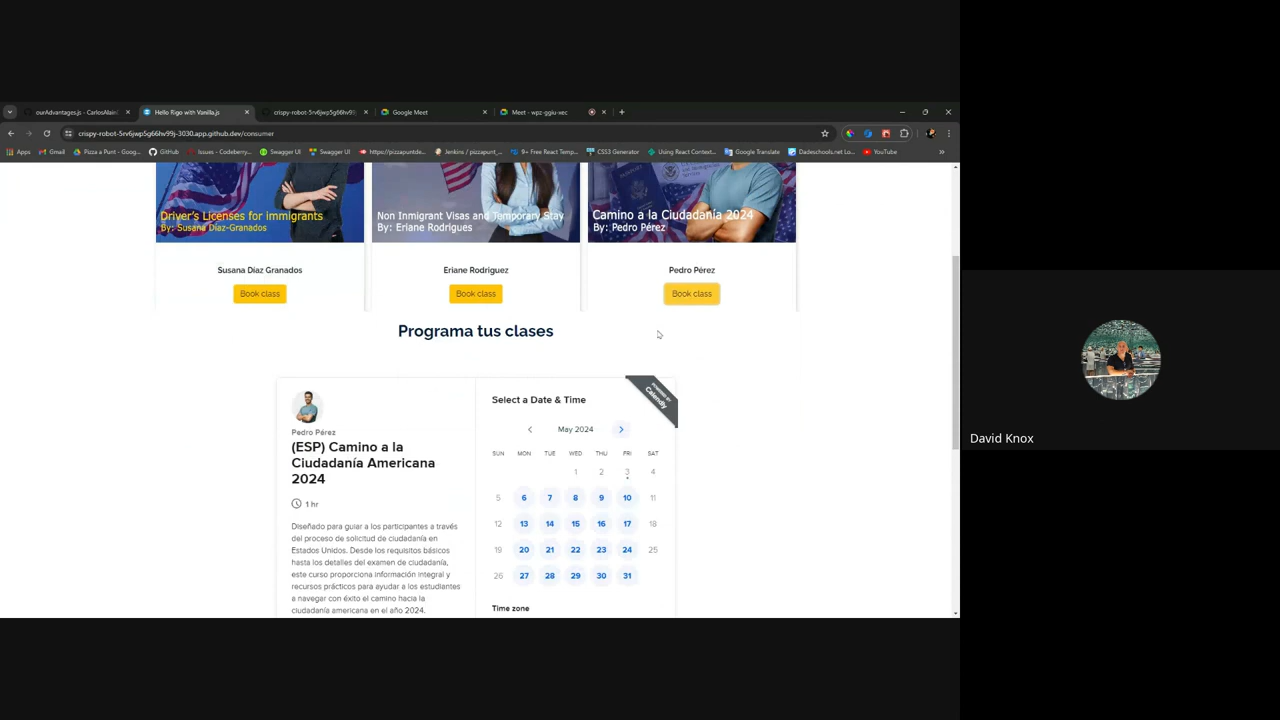 ourAdvantages.js - CarlosAlain
Hello Rigo with Vanilla.js
crispy-robot-5rv6jwp5g66hv9
Google Meet
Meet - wpz-ggiu-xec
crispy-robot-5rv6jwp5g66hv99j-3030.app.github.dev/consumer
Apps
Gmail
Pizza a Punt - Goog...
GitHub
Issues - Codeberry...
Swagger UI
Swagger UI
https://pizzapuntde...
Jenkins / pizzapunt_...
9+ Free React Temp...
CSS3 Generator
Using React Context...
Google Translate
Dadeschools.net Lo...
YouTube
»
Driver's Licenses for immigrants
By: Susana Díaz-Granados
Non Inmigrant Visas and Temporary Stay
By: Eriane Rodrigues
Camino a la Ciudadanía 2024
By: Pedro Pérez
Susana Díaz Granados
Eriane Rodriguez
Pedro Pérez
Book class
Book class
Book class
Programa tus clases
Pedro Pérez
(ESP) Camino a la
Ciudadanía Americana
2024
1 hr
Diseñado para guiar a los participantes a través
del proceso de solicitud de ciudadanía en
Estados Unidos. Desde los requisitos básicos
hasta los detalles del examen de ciudadanía,
este curso proporciona información integral y
recursos prácticos para ayudar a los estudiantes
a navegar con éxito el camino hacia la
ciudadanía americana en el año 2024.
Select a Date & Time
POWERED BY
Calendly
May 2024
SUN MON TUE WED THU FRI SAT
1 2 3 4
5 6 7 8 9 10 11
12 13 14 15 16 17 18
19 20 21 22 23 24 25
26 27 28 29 30 31
Time zone
David Knox